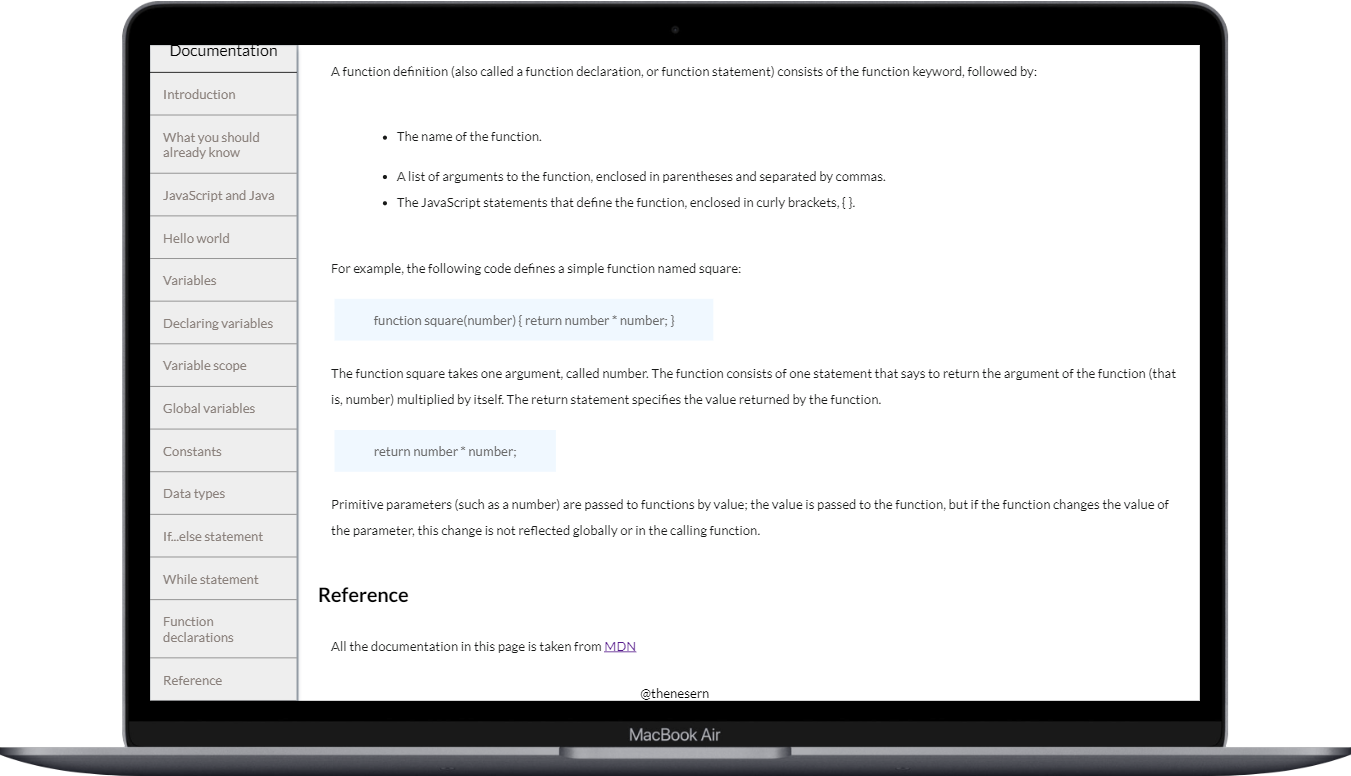 Documentation
Introduction
What you should
already know
JavaScript and Java
Hello world
Variables
Declaring variables
Variable scope
Global variables
Constants
Data types
If...else statement
While statement
Function
declarations
Reference
A function definition (also called a function declaration, or function statement) consists of the function keyword, followed by:
• The name of the function.
• A list of arguments to the function, enclosed in parentheses and separated by commas.
• The JavaScript statements that define the function, enclosed in curly brackets, { }.
For example, the following code defines a simple function named square:
function square(number) { return number * number; }
The function square takes one argument, called number. The function consists of one statement that says to return the argument of the function (that
is, number) multiplied by itself. The return statement specifies the value returned by the function.
return number * number;
Primitive parameters (such as a number) are passed to functions by value; the value is passed to the function, but if the function changes the value of
the parameter, this change is not reflected globally or in the calling function.
Reference
All the documentation in this page is taken from MDN
@thenesern
MacBook Air